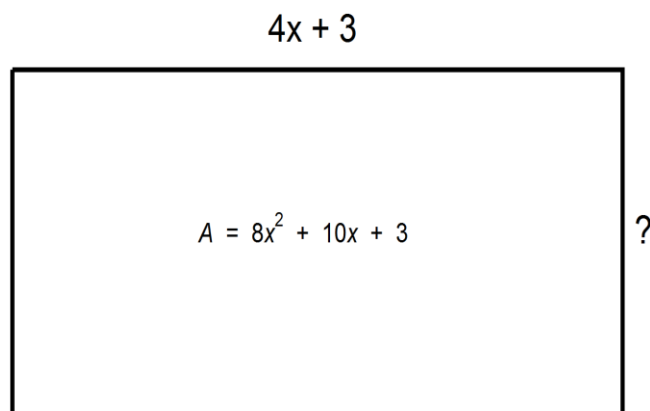 4x + 3
A = 8x² + 10x + 3
?